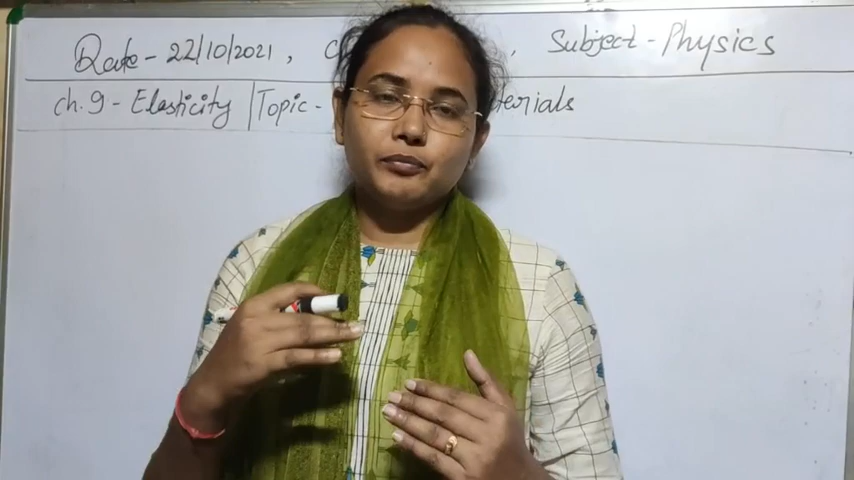 Date - 22/10/2021, C , Subject - Physics
Ch. 9 - Elasticity | Topic - terials